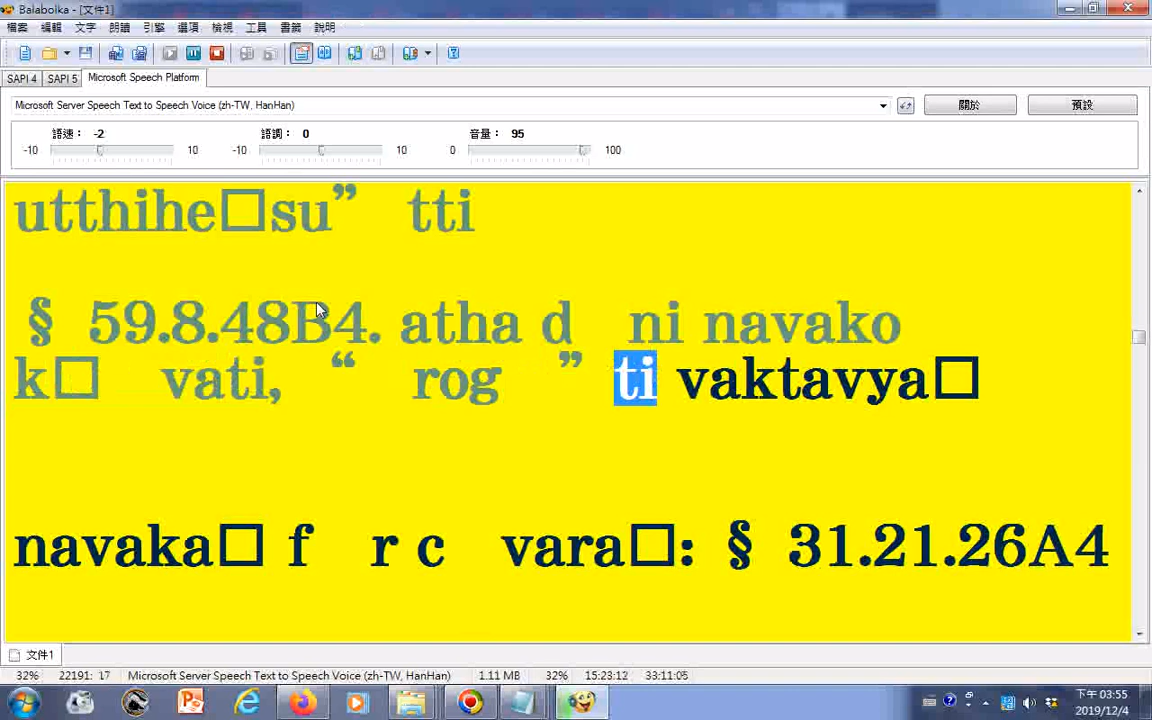 Balabolka - [文件1]
檔案 編輯 文字 朗讀 引擎 選項 檢視 工具 書籤 說明
SAPI 4 SAPI 5 Microsoft Speech Platform
Microsoft Server Speech Text to Speech Voice (zh-TW, HanHan) 關於 預設
語速： -2 語調： 0 音量： 95
-10 10 -10 10 0 100
utthihe□su” tti
§ 59.8.48B4. atha d ni navako
k□ vati, “ rog ” ti vaktavya□
navaka□ f r c vara□: § 31.21.26A4
文件1
32% 22191: 17 Microsoft Server Speech Text to Speech Voice (zh-TW, HanHan) 1.11 MB 32% 15:23:12 33:11:05
下午 03:55
2019/12/4